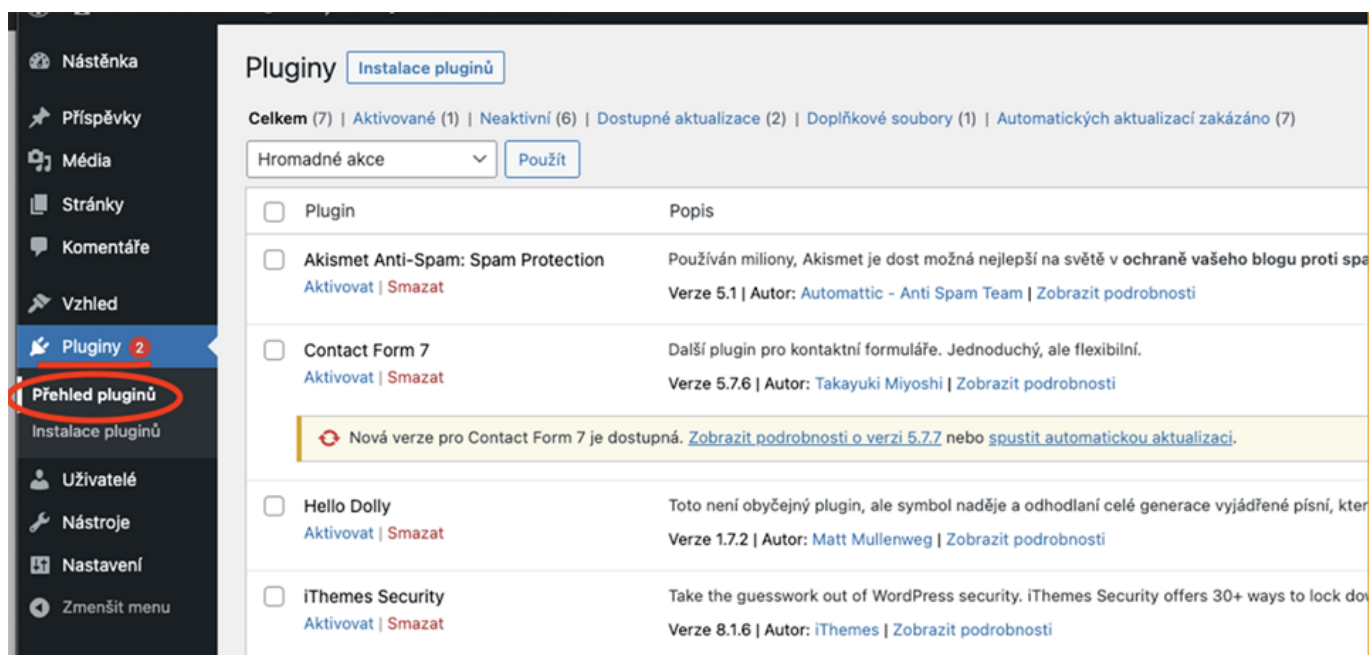 Nástěnka
Příspěvky
Média
Stránky
Komentáře
Vzhled
Pluginy 2
Přehled pluginů
Instalace pluginů
Uživatelé
Nástroje
Nastavení
Zmenšit menu
Pluginy Instalace pluginů
Celkem (7) | Aktivované (1) | Neaktivní (6) | Dostupné aktualizace (2) | Doplňkové soubory (1) | Automatických aktualizací zakázáno (7)
Hromadné akce Použít
Plugin Popis
Akismet Anti-Spam: Spam Protection Používán miliony, Akismet je dost možná nejlepší na světě v ochraně vašeho blogu proti spa
Aktivovat | Smazat Verze 5.1 | Autor: Automattic - Anti Spam Team | Zobrazit podrobnosti
Contact Form 7 Další plugin pro kontaktní formuláře. Jednoduchý, ale flexibilní.
Aktivovat | Smazat Verze 5.7.6 | Autor: Takayuki Miyoshi | Zobrazit podrobnosti
Nová verze pro Contact Form 7 je dostupná. Zobrazit podrobnosti o verzi 5.7.7 nebo spustit automatickou aktualizaci.
Hello Dolly Toto není obyčejný plugin, ale symbol naděje a odhodlaní celé generace vyjádřené písní, kter
Aktivovat | Smazat Verze 1.7.2 | Autor: Matt Mullenweg | Zobrazit podrobnosti
iThemes Security Take the guesswork out of WordPress security. iThemes Security offers 30+ ways to lock do
Aktivovat | Smazat Verze 8.1.6 | Autor: iThemes | Zobrazit podrobnosti